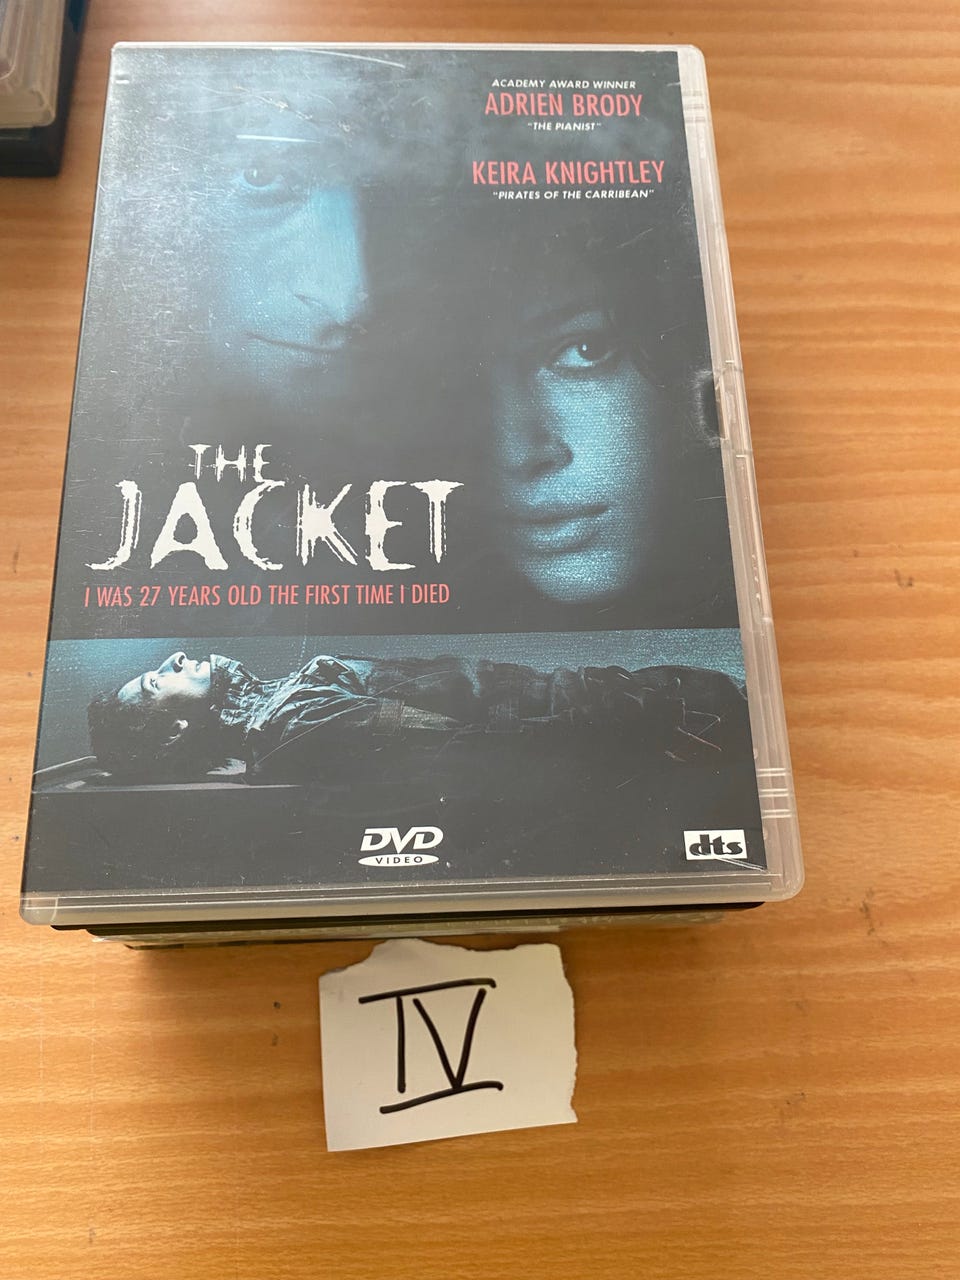 ACADEMY AWARD WINNER
ADRIEN BRODY
"THE PIANIST"
KEIRA KNIGHTLEY
"PIRATES OF THE CARRIBEAN"
THE
JACKET
I WAS 27 YEARS OLD THE FIRST TIME I DIED
DVD
VIDEO
dts
IV